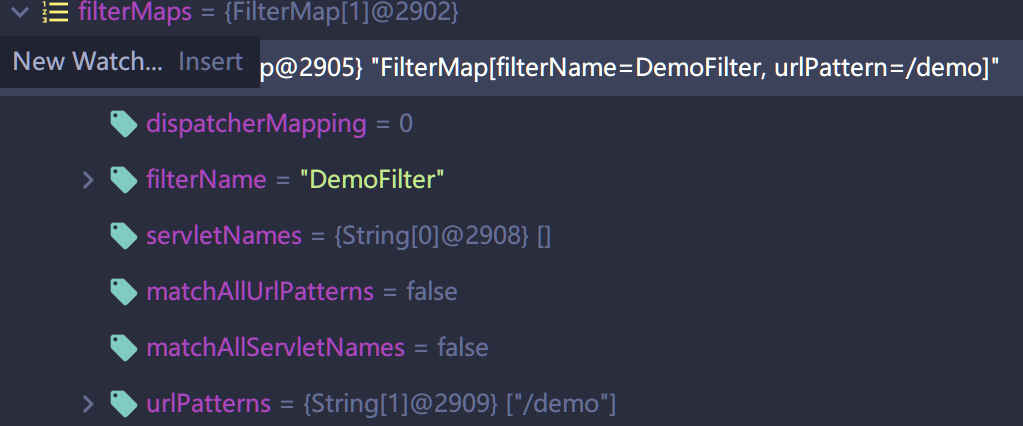 filterMaps = {FilterMap[1]@2902}
New Watch... Insert
p@2905} "FilterMap[filterName=DemoFilter, urlPattern=/demo]"
dispatcherMapping = 0
filterName = "DemoFilter"
servletNames = {String[0]@2908} []
matchAllUrlPatterns = false
matchAllServletNames = false
urlPatterns = {String[1]@2909} ["/demo"]